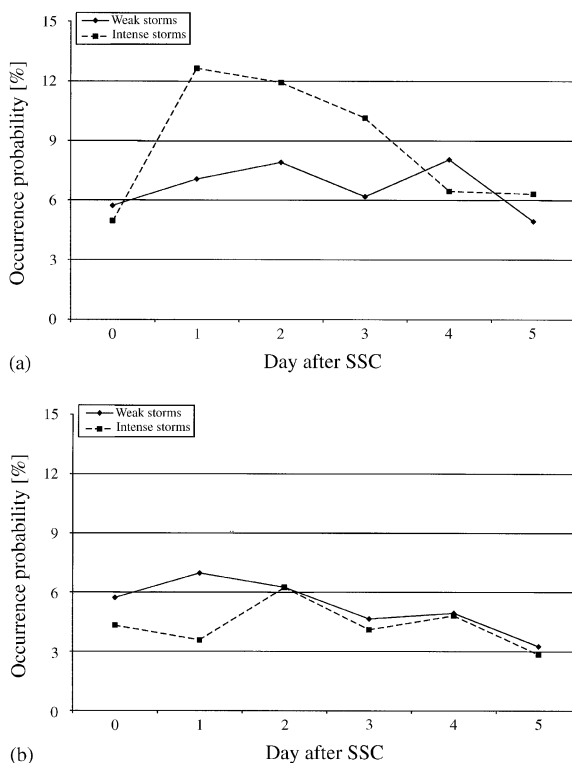 Weak storms
Intense storms
Occurrence probability [%]
15
12
9
6
3
0
0 1 2 3 4 5
Day after SSC
(a)
Weak storms
Intense storms
Occurrence probability [%]
15
12
9
6
3
0
0 1 2 3 4 5
Day after SSC
(b)